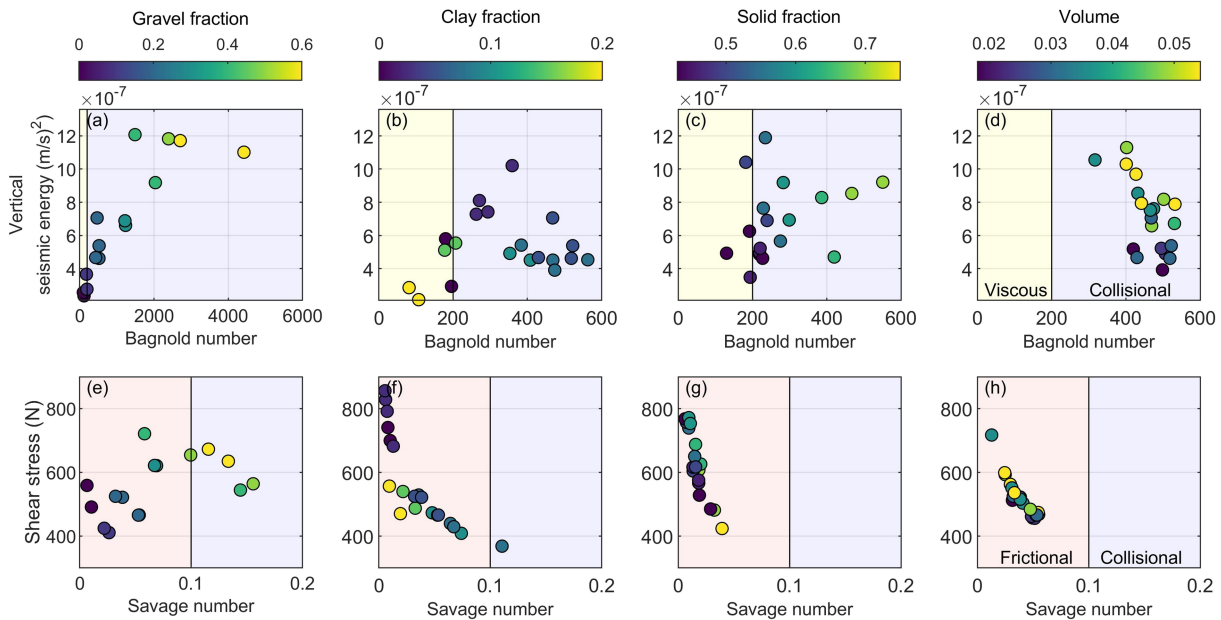 Gravel fraction Clay fraction Solid fraction Volume
0 0.2 0.4 0.6 0 0.1 0.2 0.5 0.6 0.7 0.02 0.03 0.04 0.05
×10⁻⁷ ×10⁻⁷ ×10⁻⁷ ×10⁻⁷
(a) (b) (c) (d)
Vertical
seismic energy (m/s)²)
12 12 12 12
10 10 10 10
8 8 8 8
6 6 6 6
4 4 4 4
Viscous Collisional
0 2000 4000 6000 0 200 400 600 0 200 400 600 0 200 400 600
Bagnold number Bagnold number Bagnold number Bagnold number
(e) (f) (g) (h)
Shear stress (N)
800 800 800 800
600 600 600 600
400 400 400 400
Frictional Collisional
0 0.1 0.2 0 0.1 0.2 0 0.1 0.2 0 0.1 0.2
Savage number Savage number Savage number Savage number